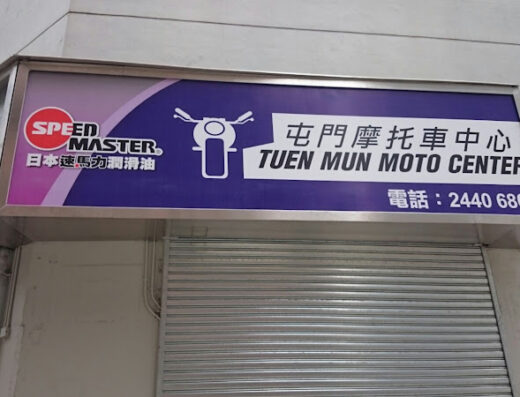 SPEED
MASTER®
日本速馬力潤滑油
屯門摩托車中心
TUEN MUN MOTO CENTER
電話：2440